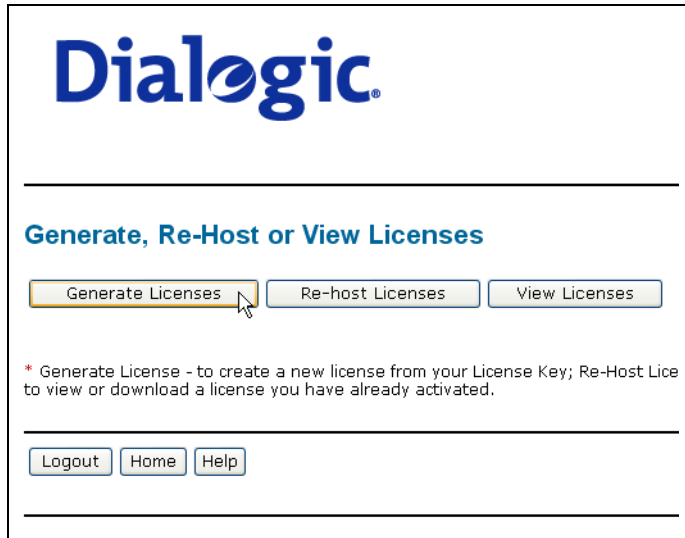 Dialogic®
Generate, Re-Host or View Licenses
Generate Licenses Re-host Licenses View Licenses
* Generate License - to create a new license from your License Key; Re-Host Lice
to view or download a license you have already activated.
Logout Home Help